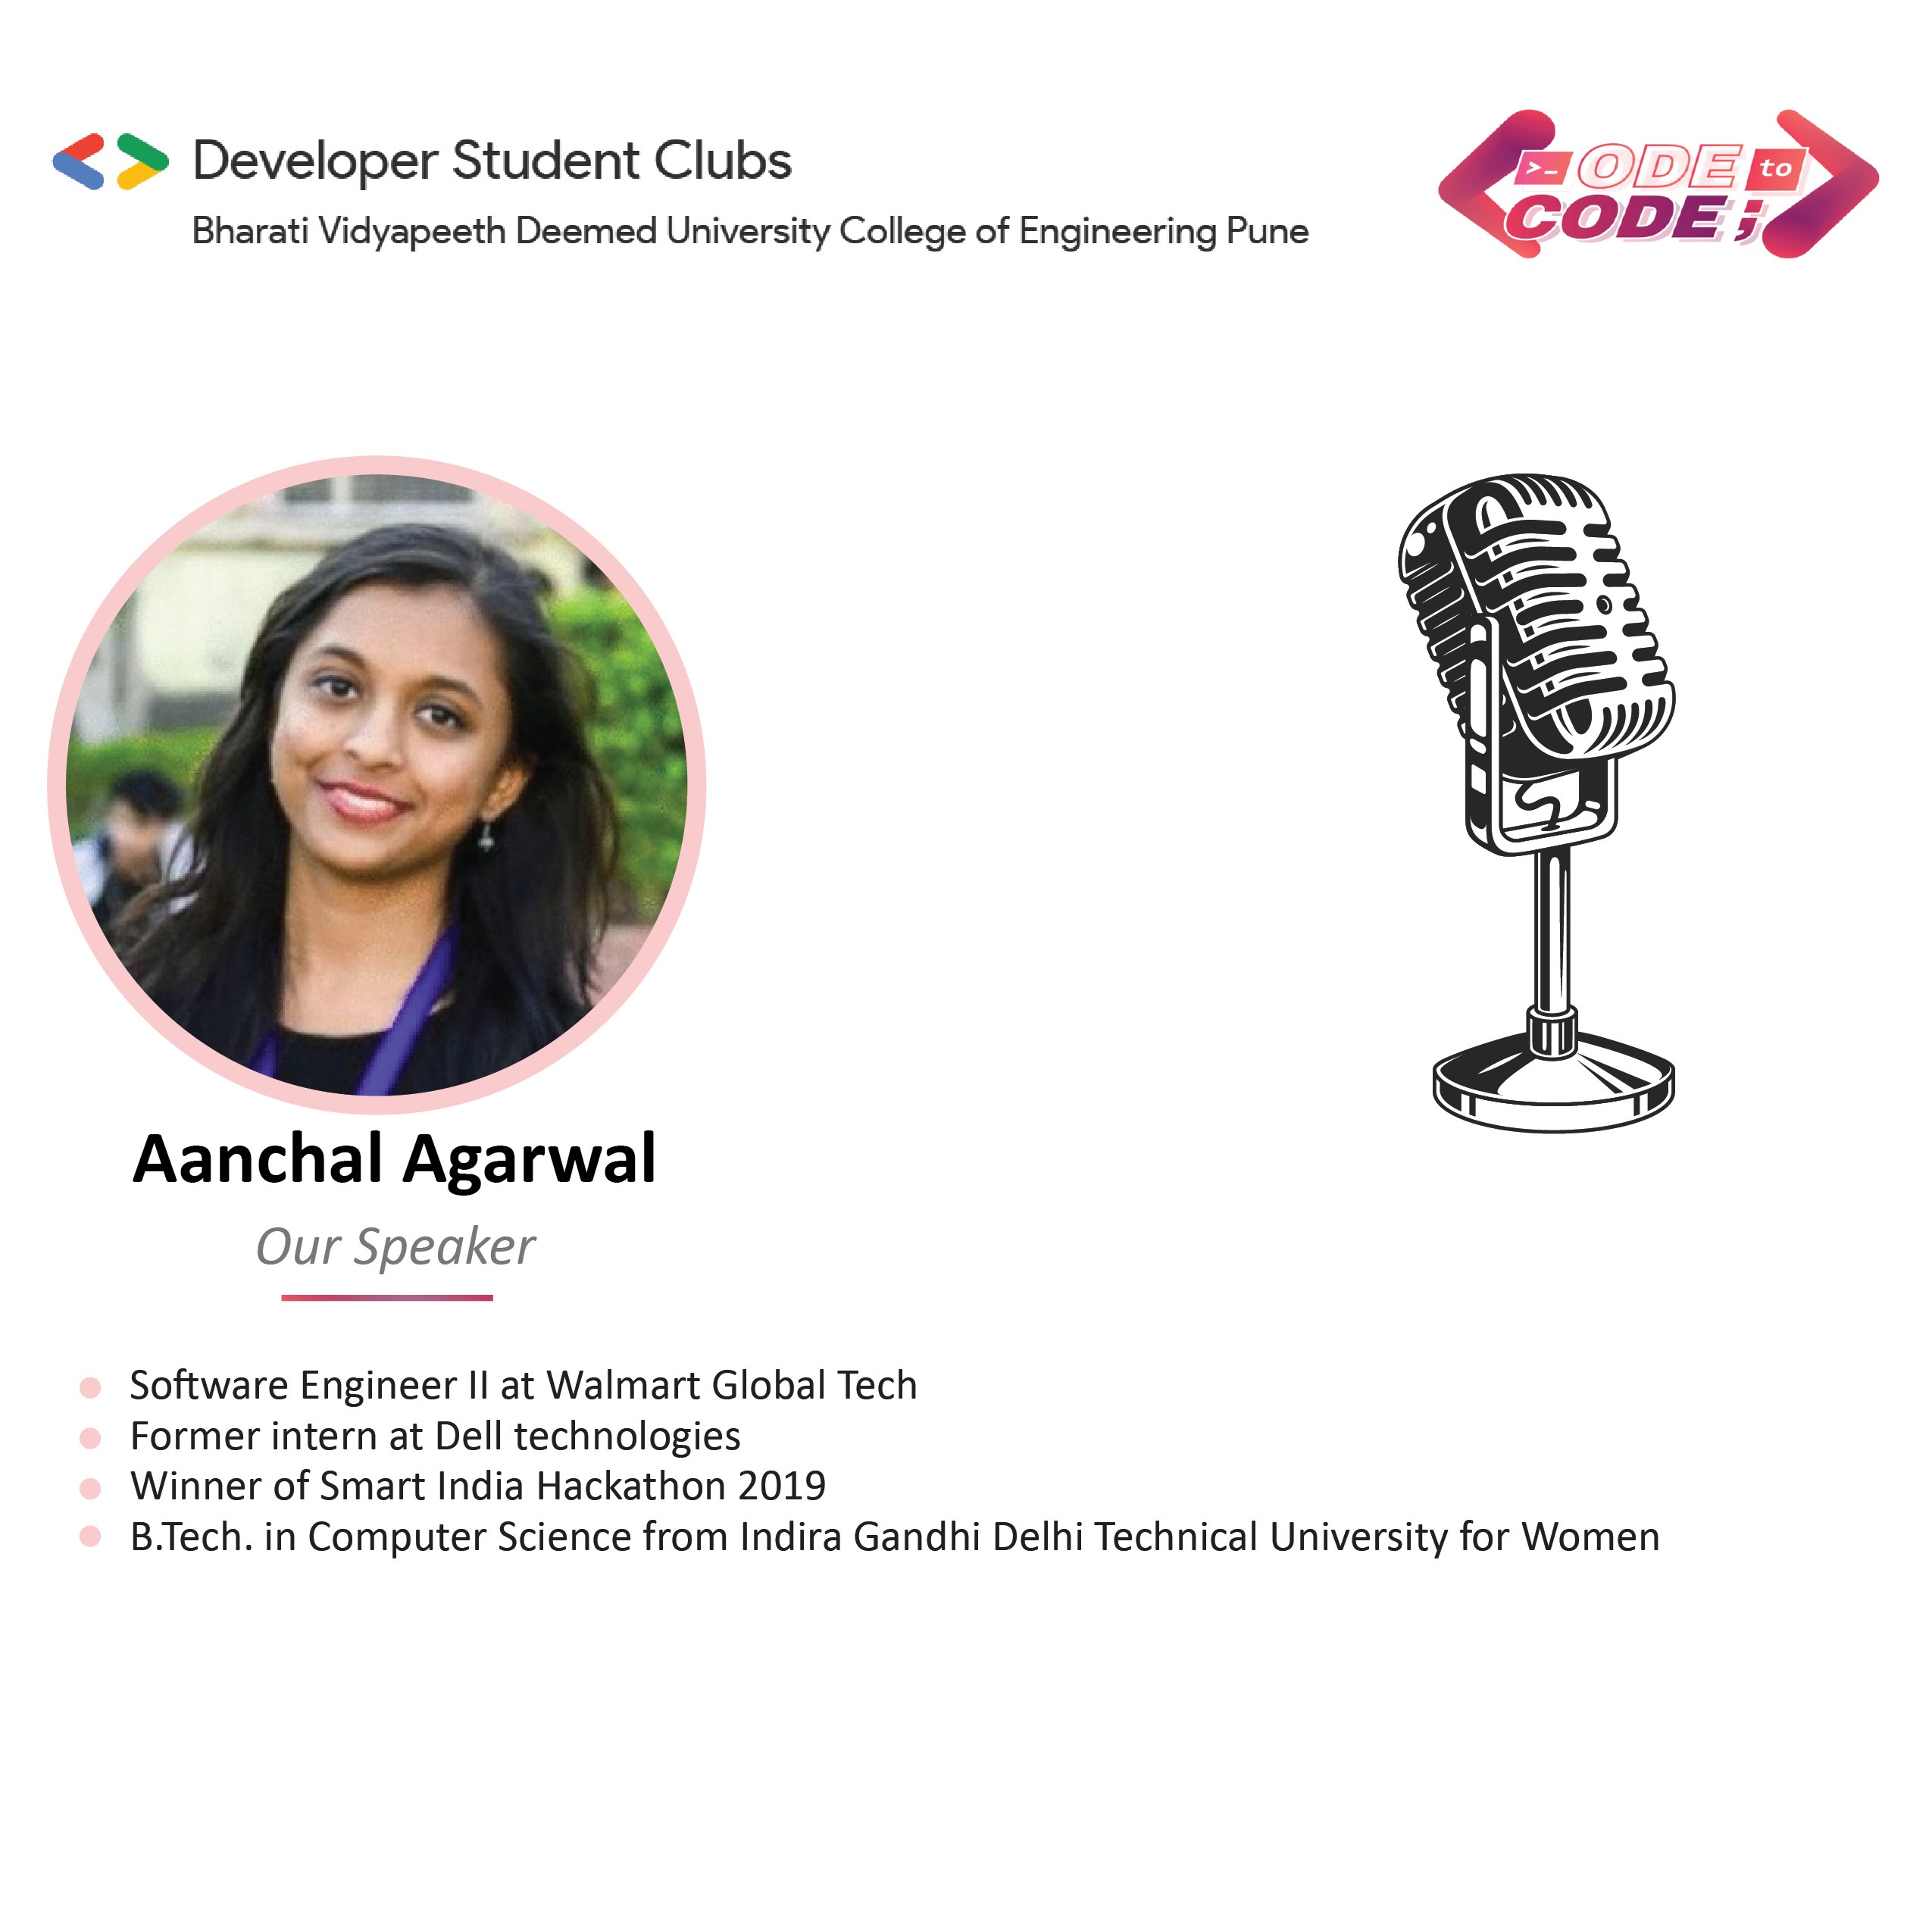 Developer Student Clubs
Bharati Vidyapeeth Deemed University College of Engineering Pune
>_ ODE to
CODE;
Aanchal Agarwal
Our Speaker
Software Engineer II at Walmart Global Tech
Former intern at Dell technologies
Winner of Smart India Hackathon 2019
B.Tech. in Computer Science from Indira Gandhi Delhi Technical University for Women